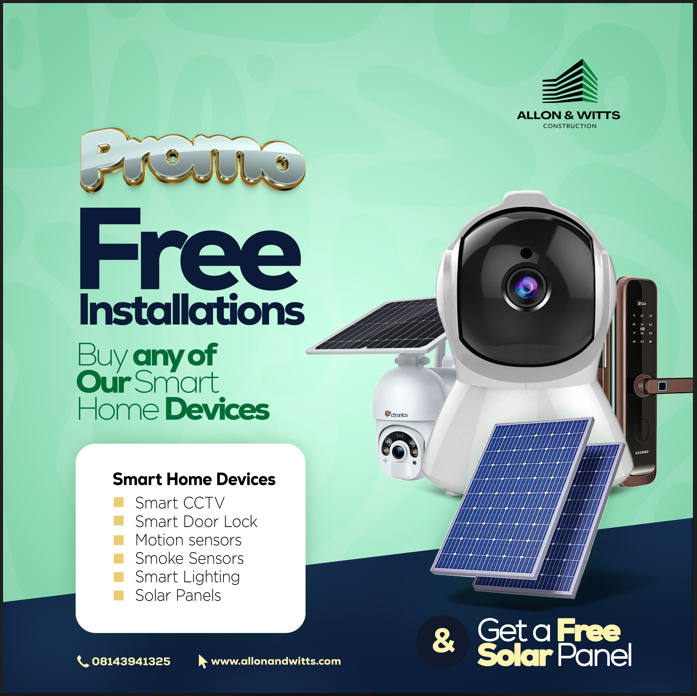 ALLON & WITTS
CONSTRUCTION
Promo
Free
Installations
Buy any of
Our Smart
Home Devices
ctronics
Smart Home Devices
Smart CCTV
Smart Door Lock
Motion sensors
Smoke Sensors
Smart Lighting
Solar Panels
08143941325
www.allonandwitts.com
&
Get a Free
Solar Panel